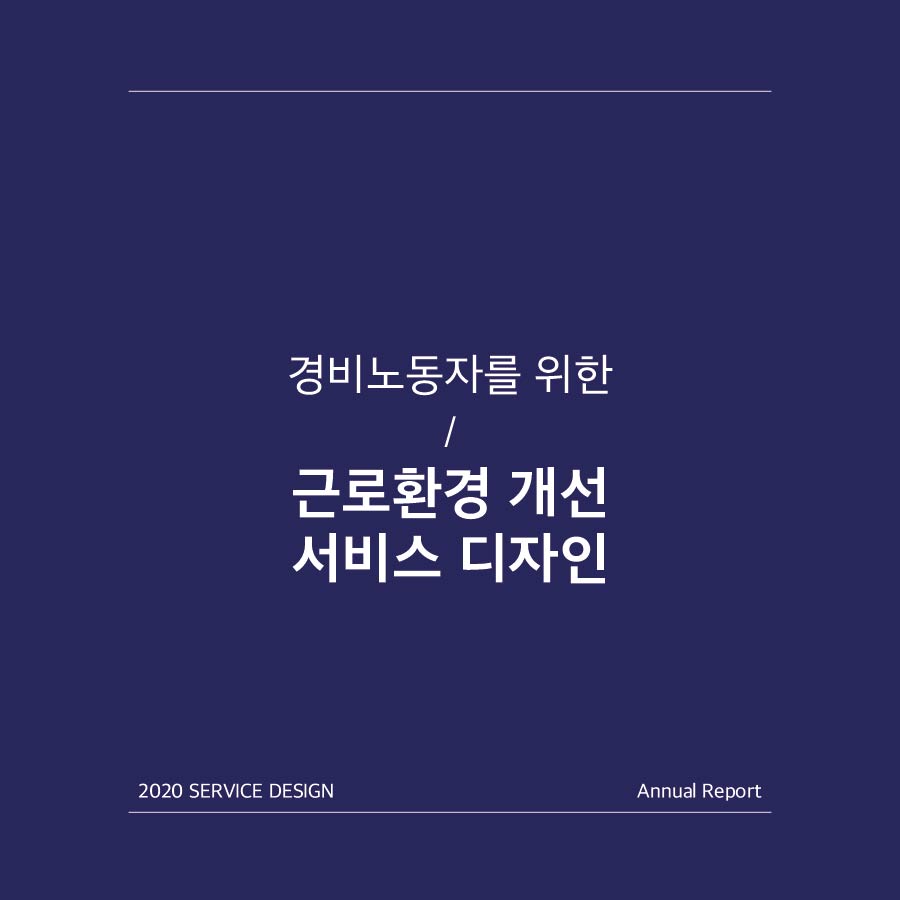 경비노동자를 위한
/
근로환경 개선
서비스 디자인
2020 SERVICE DESIGN
Annual Report